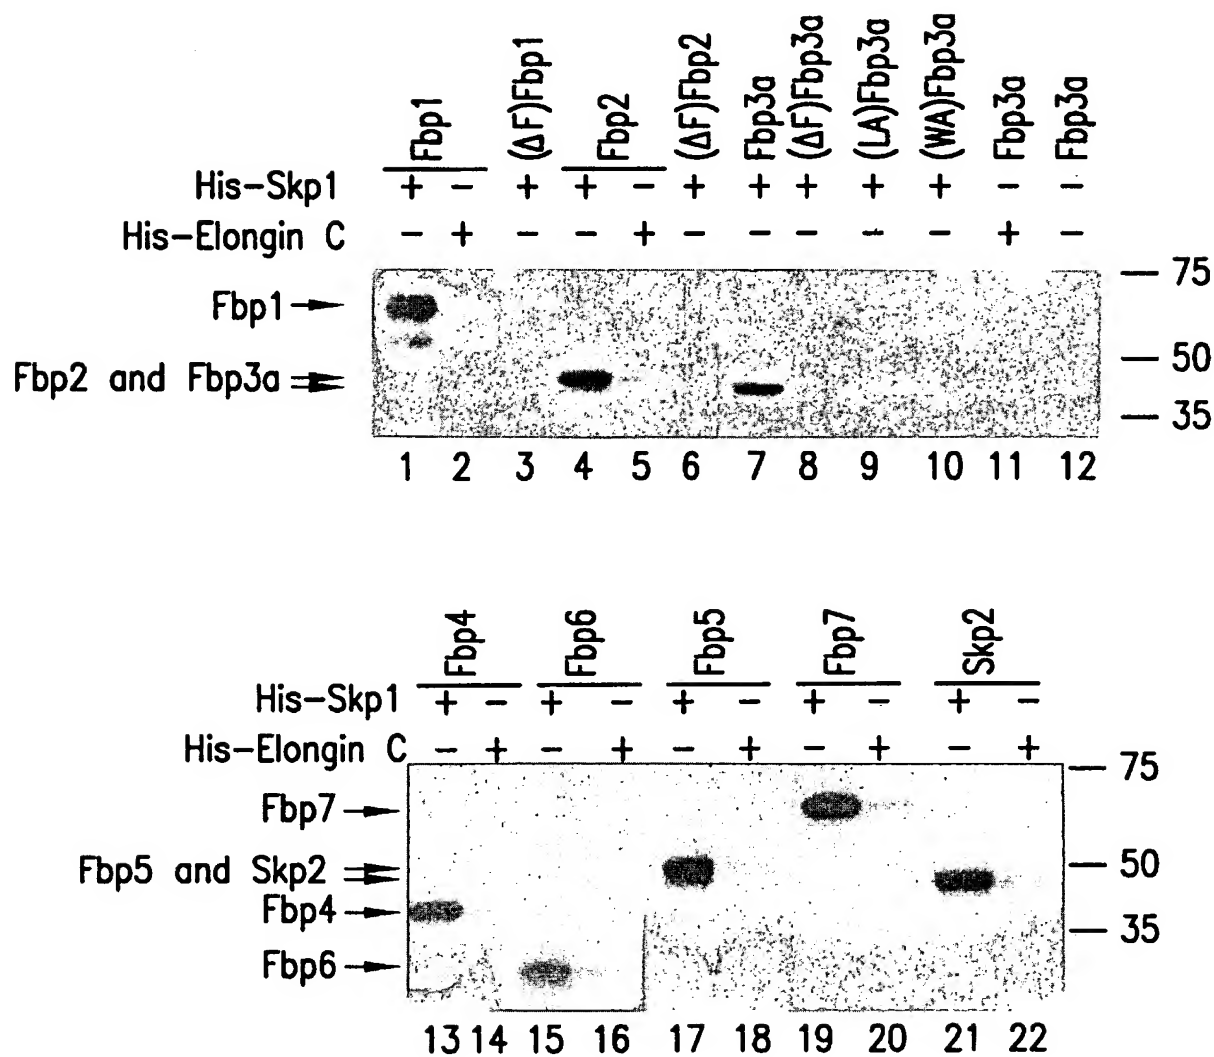 Fbp1 (ΔF)Fbp1 Fbp2 (ΔF)Fbp2 Fbp3a (ΔF)Fbp3a (LA)Fbp3a (WA)Fbp3a Fbp3a Fbp3a
His-Skp1 + - + + - + + + + + - -
His-Elongin C - + - - + - - - - - + -
75
Fbp1
50
Fbp2 and Fbp3a
35
1 2 3 4 5 6 7 8 9 10 11 12
Fbp4 Fbp6 Fbp5 Fbp7 Skp2
His-Skp1 + - + - + - + - + -
His-Elongin C - + - + - + - + - +
75
Fbp7
50
Fbp5 and Skp2
Fbp4
35
Fbp6
13 14 15 16 17 18 19 20 21 22